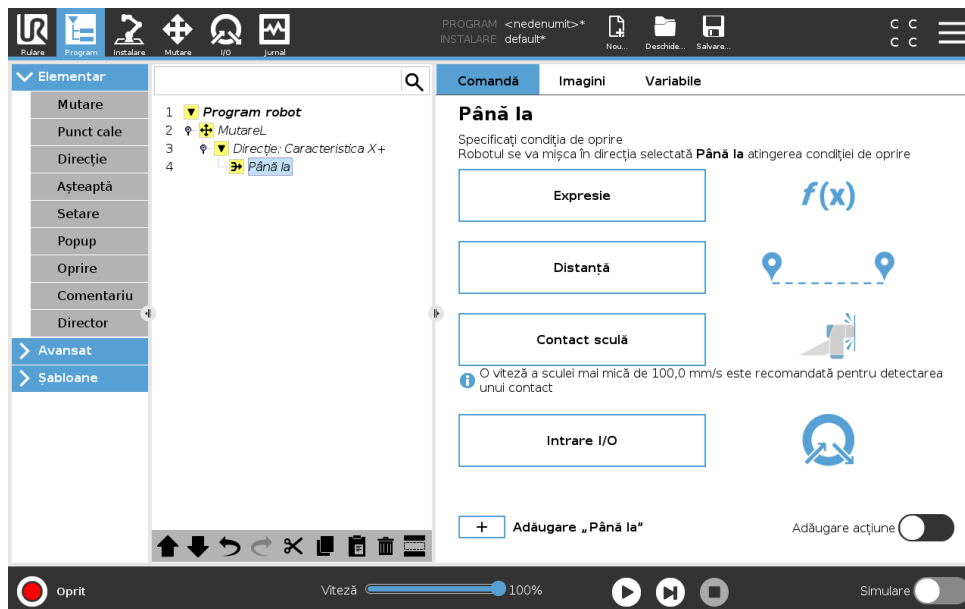 PROGRAM <nedenumit>*
INSTALARE default*
Rulare Program Instalare Mutare I/O Jurnal Nou... Deschide... Salvare...
C C
C C
Elementar
Mutare
Punct cale
Direcție
Așteaptă
Setare
Popup
Oprire
Comentariu
Director
Avansat
Șabloane
1 Program robot
2 MutareL
3 Direcție: Caracteristica X+
4 Până la
Comandă Imagini Variabile
Până la
Specificați condiția de oprire
Robotul se va mișca în direcția selectată Până la atingerea condiției de oprire
Expresie f(x)
Distanță
Contact sculă
O viteză a sculei mai mică de 100,0 mm/s este recomandată pentru detectarea
unui contact
Intrare I/O
+ Adăugare „Până la” Adăugare acțiune
Oprit Viteză 100% Simulare